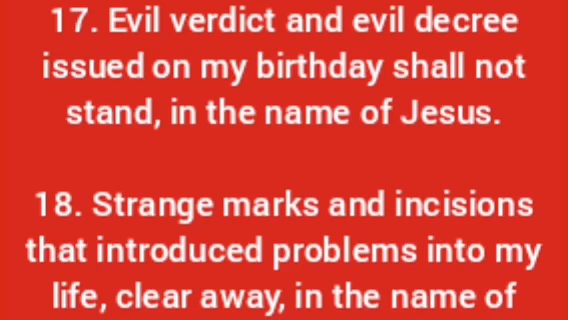 17. Evil verdict and evil decree
issued on my birthday shall not
stand, in the name of Jesus.
18. Strange marks and incisions
that introduced problems into my
life, clear away, in the name of